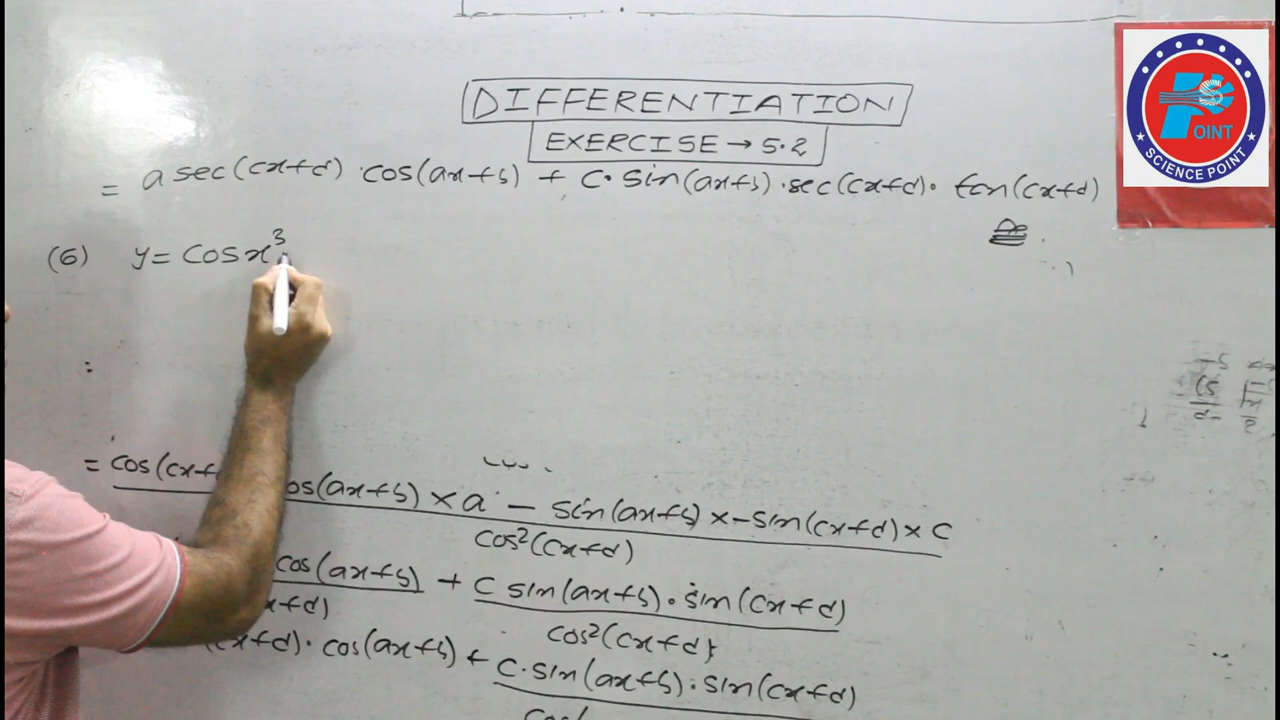 DIFFERENTIATION
EXERCISE → 5.2
= a sec(cx+d) · cos(ax+b) + c · sin(ax+b) · sec(cx+d) · tan(cx+d)
(6) y = cos x³
= cos(cx+ cos(ax+b) × a - sin(ax+b) × -sin(cx+d) × c
cos²(cx+d)
cos(ax+b) + c sin(ax+b) · sin(cx+d)
x+d) cos²(cx+d)
cx+d) · cos(ax+b) + c · sin(ax+b) · sin(cx+d)
POINT
SCIENCE POINT